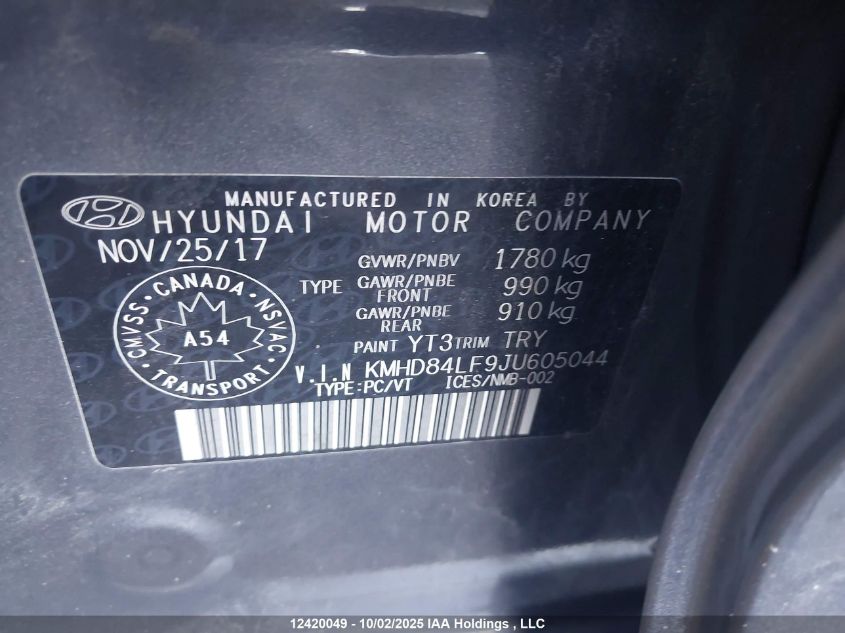 MANUFACTURED IN KOREA BY
HYUNDAI MOTOR COMPANY
NOV/25/17
GVWR/PNBV 1780 kg
TYPE GAWR/PNBE FRONT 990 kg
GAWR/PNBE REAR 910 kg
PAINT YT3 TRIM TRY
CANADA
CMVSS · NSVAC
A54
TRANSPORT
V.I.N KMHD84LF9JU605044
TYPE:PC/VT ICES/NMB-002
12420049 - 10/02/2025 IAA Holdings , LLC